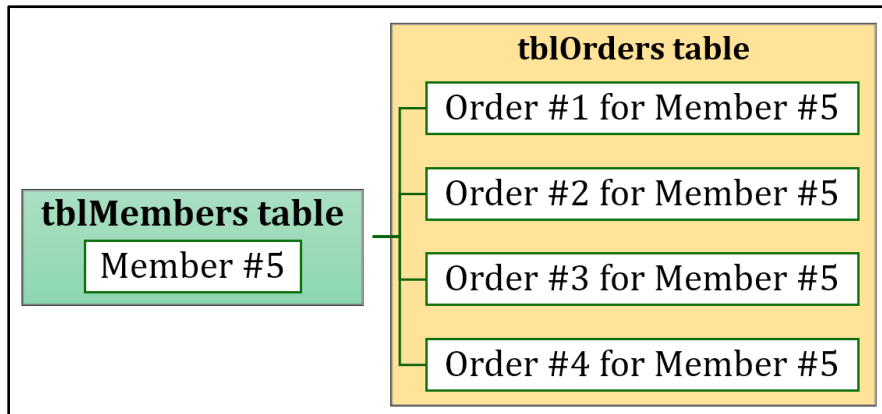 tblMembers table
Member #5
tblOrders table
Order #1 for Member #5
Order #2 for Member #5
Order #3 for Member #5
Order #4 for Member #5